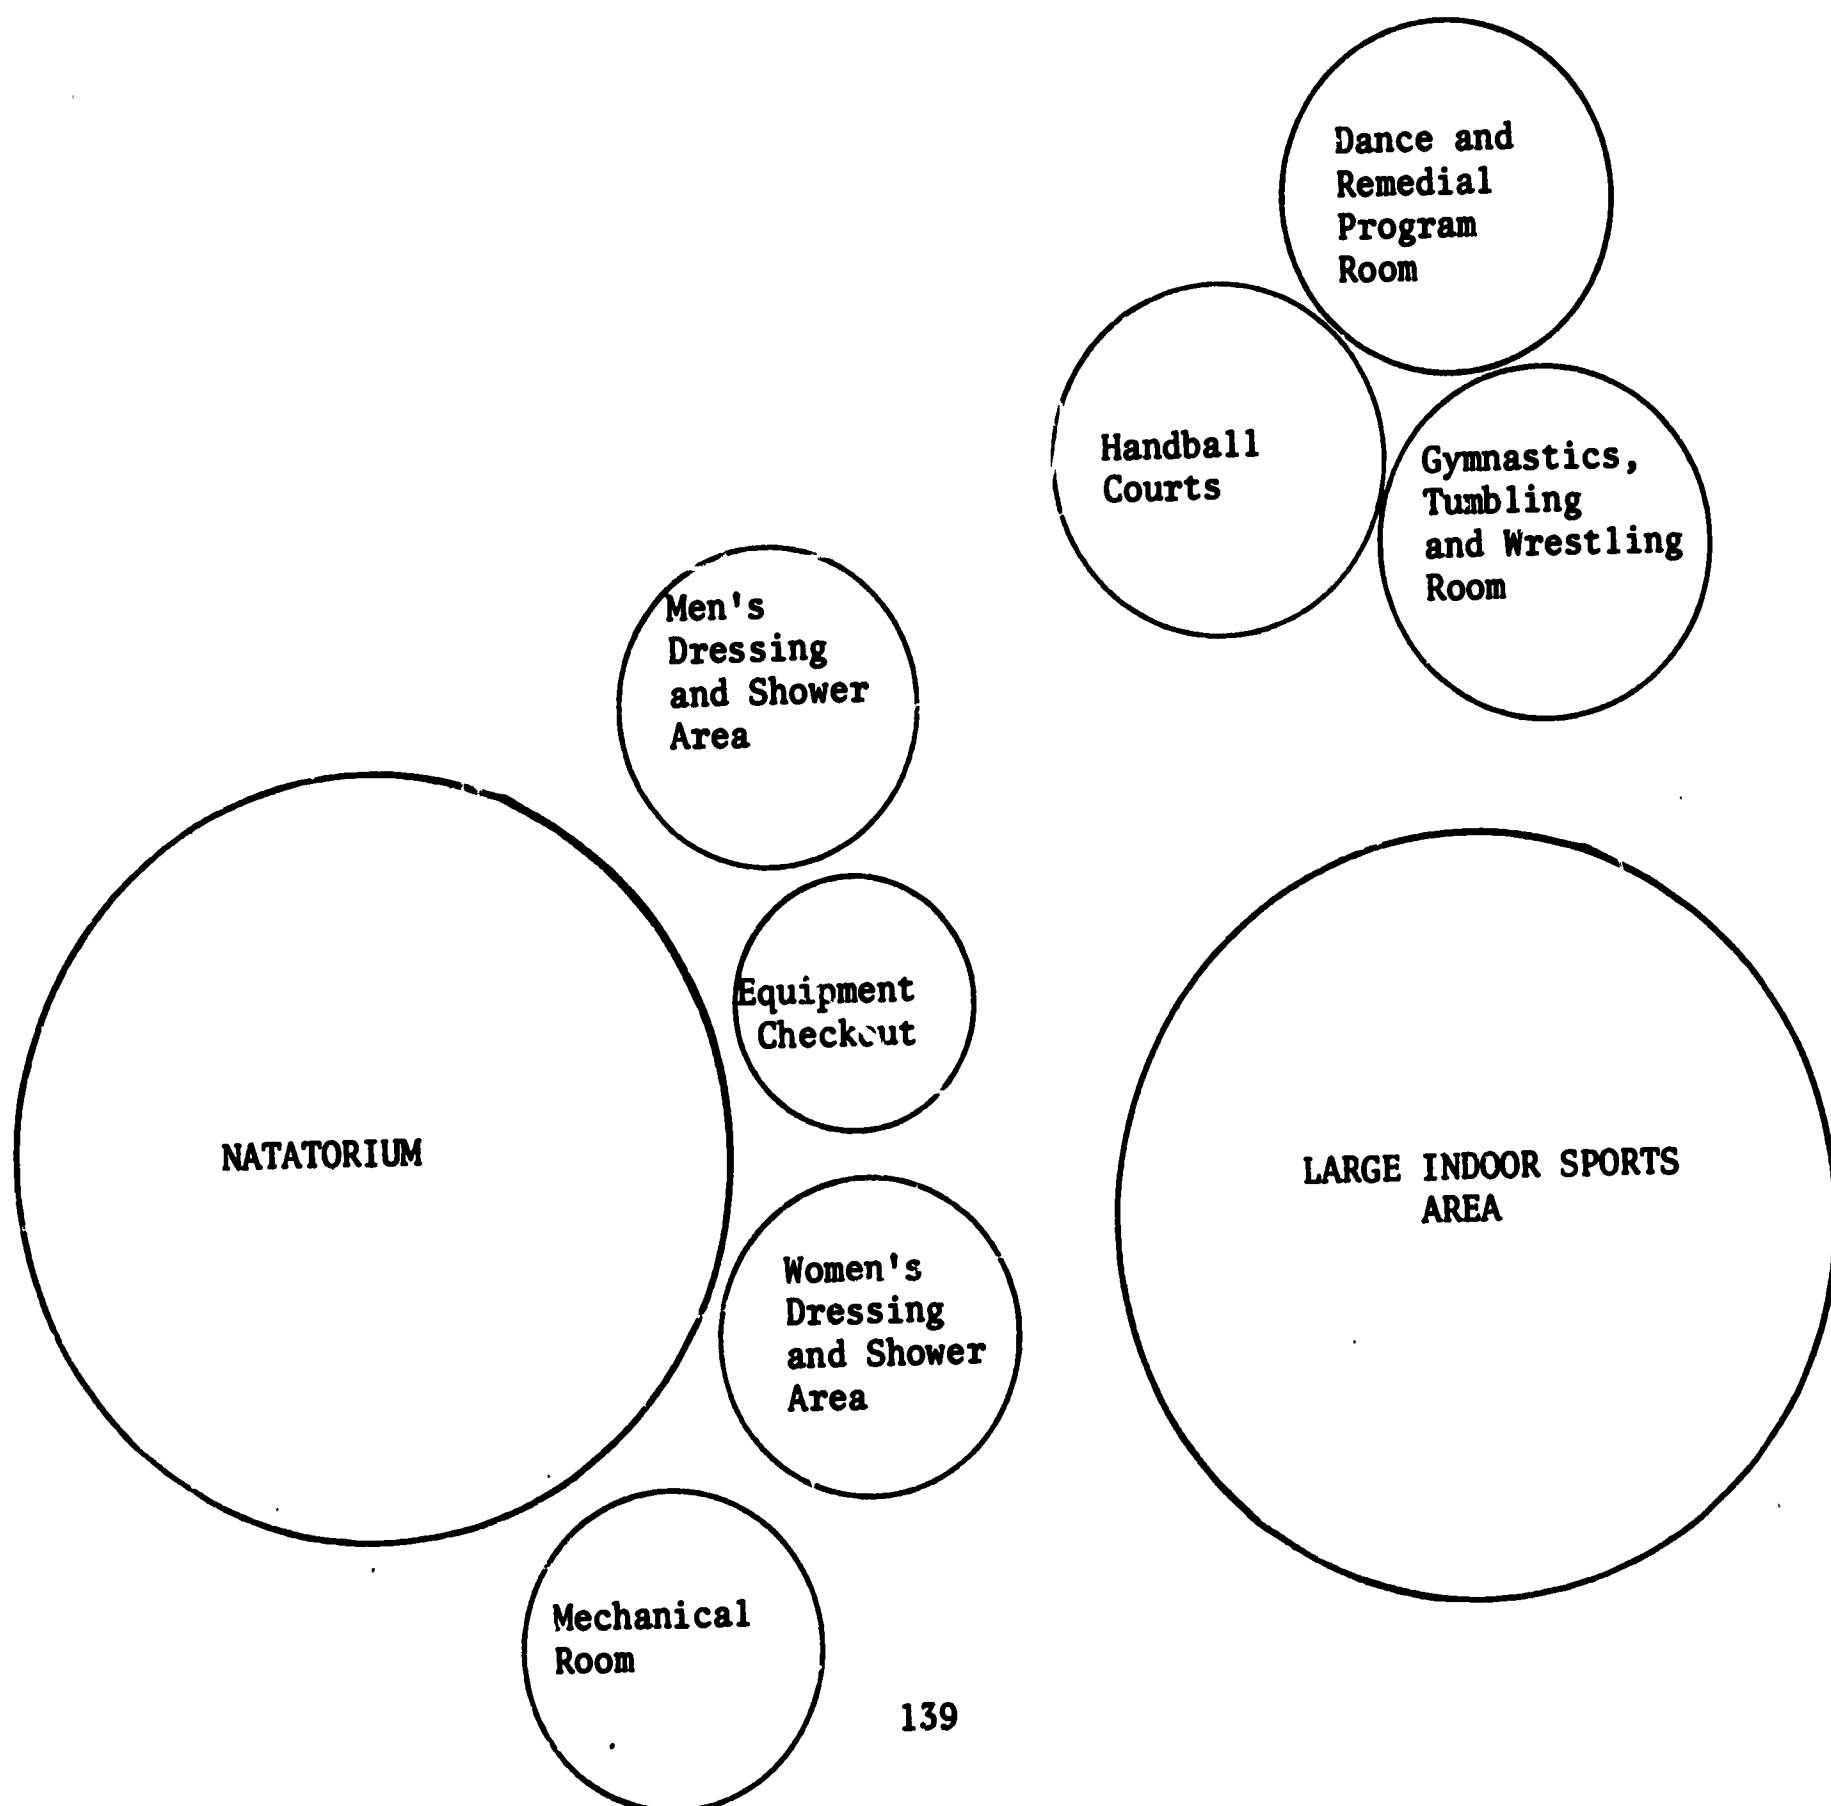 Dance and
Remedial
Program
Room
Handball
Courts
Gymnastics,
Tumbling
and Wrestling
Room
Men's
Dressing
and Shower
Area
Equipment
Checkout
NATATORIUM
LARGE INDOOR SPORTS
AREA
Women's
Dressing
and Shower
Area
Mechanical
Room
139